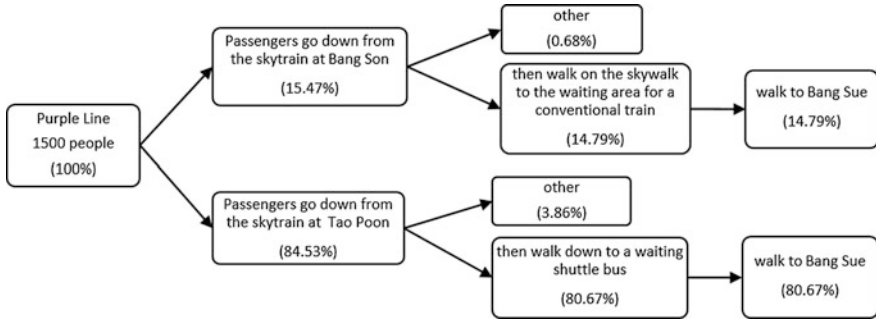 Purple Line
1500 people
(100%)
Passengers go down from
the skytrain at Bang Son
(15.47%)
other
(0.68%)
then walk on the skywalk
to the waiting area for a
conventional train
(14.79%)
walk to Bang Sue
(14.79%)
Passengers go down from
the skytrain at Tao Poon
(84.53%)
other
(3.86%)
then walk down to a waiting
shuttle bus
(80.67%)
walk to Bang Sue
(80.67%)